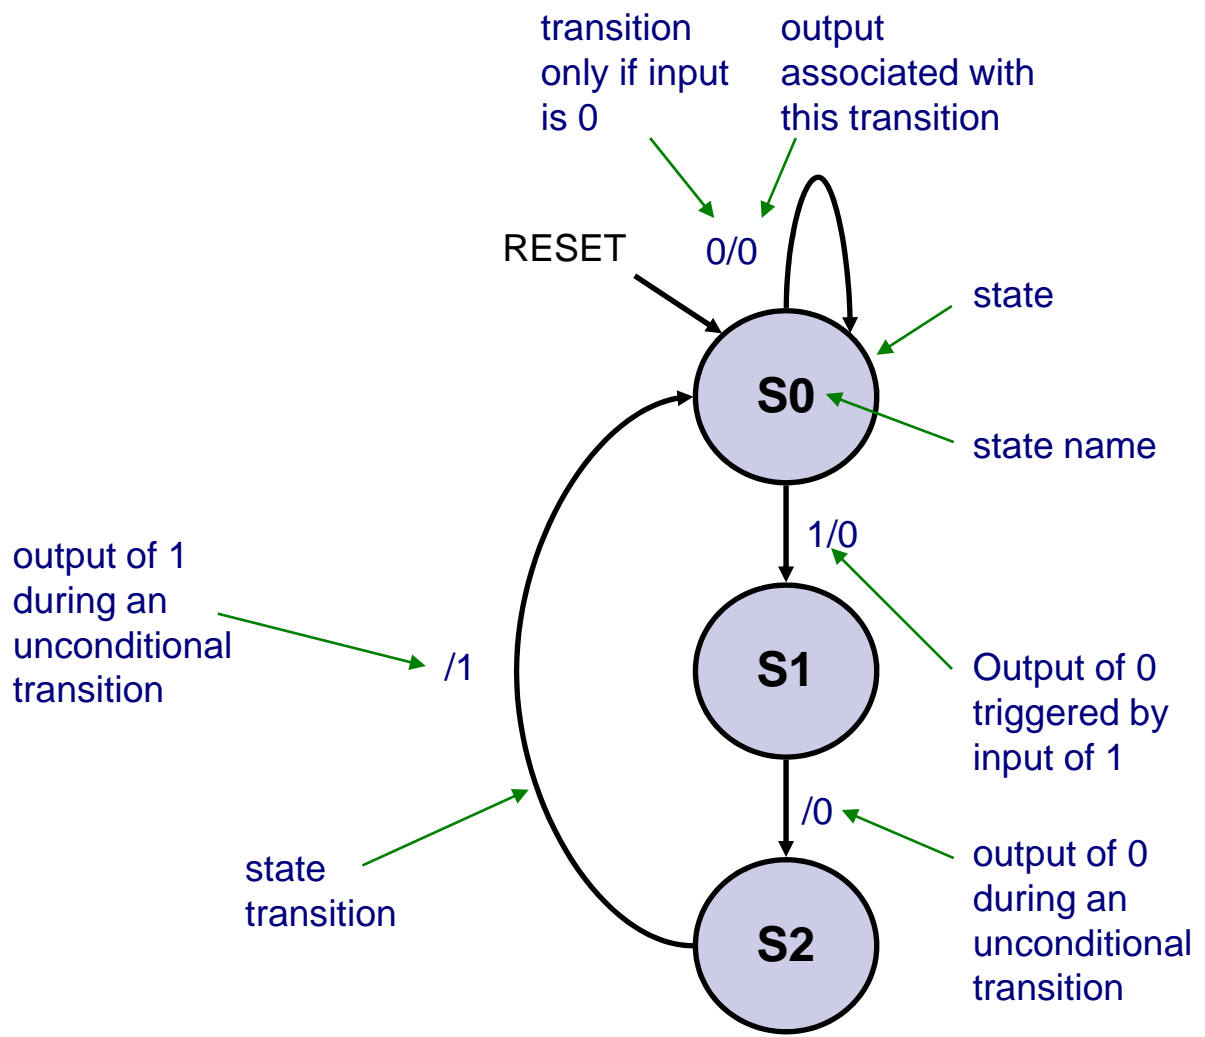 transition
only if input
is 0
output
associated with
this transition
RESET
0/0
state
S0
state name
1/0
output of 1
during an
unconditional
transition
/1
S1
Output of 0
triggered by
input of 1
/0
state
transition
output of 0
during an
unconditional
transition
S2